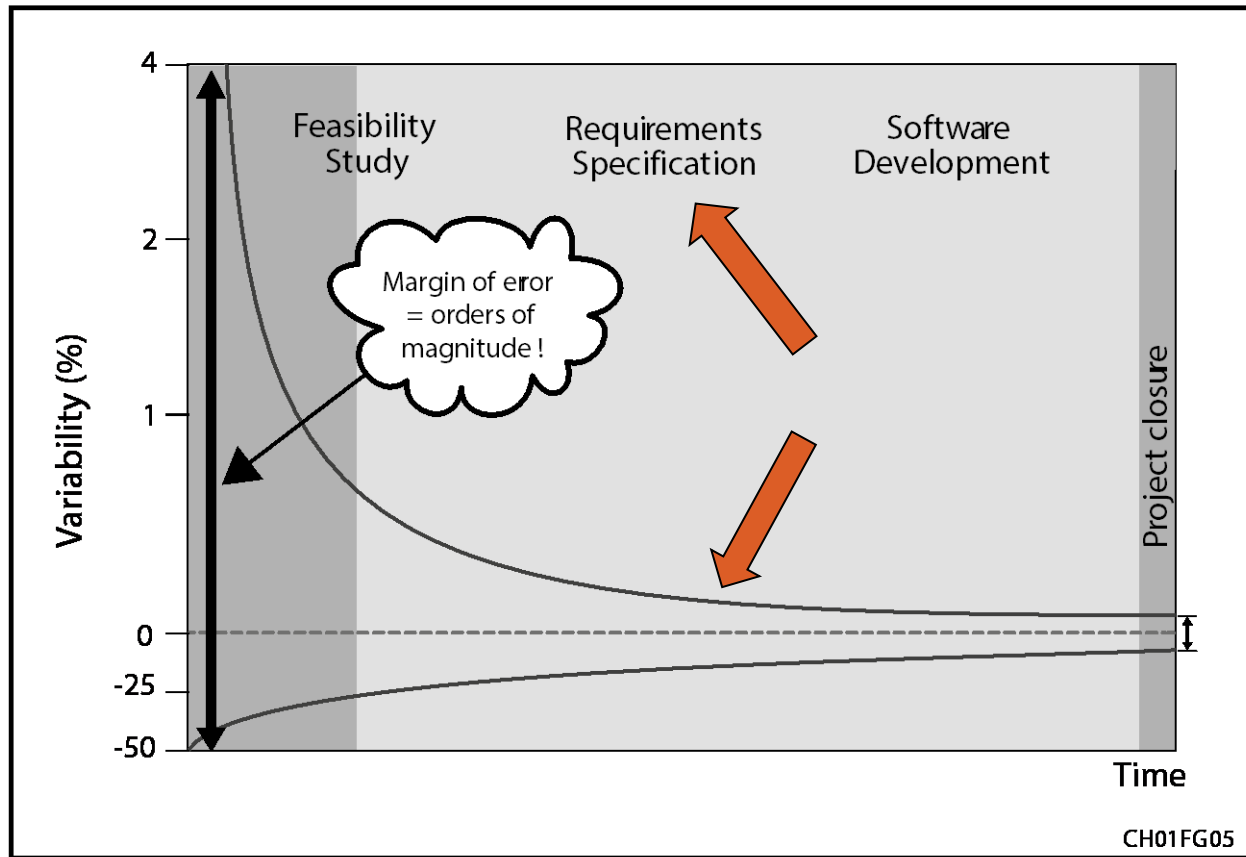 4
Feasibility
Study
Requirements
Specification
Software
Development
2
Margin of error
= orders of
magnitude !
1
Variability (%)
Project closure
0
-25
-50
Time
CH01FG05